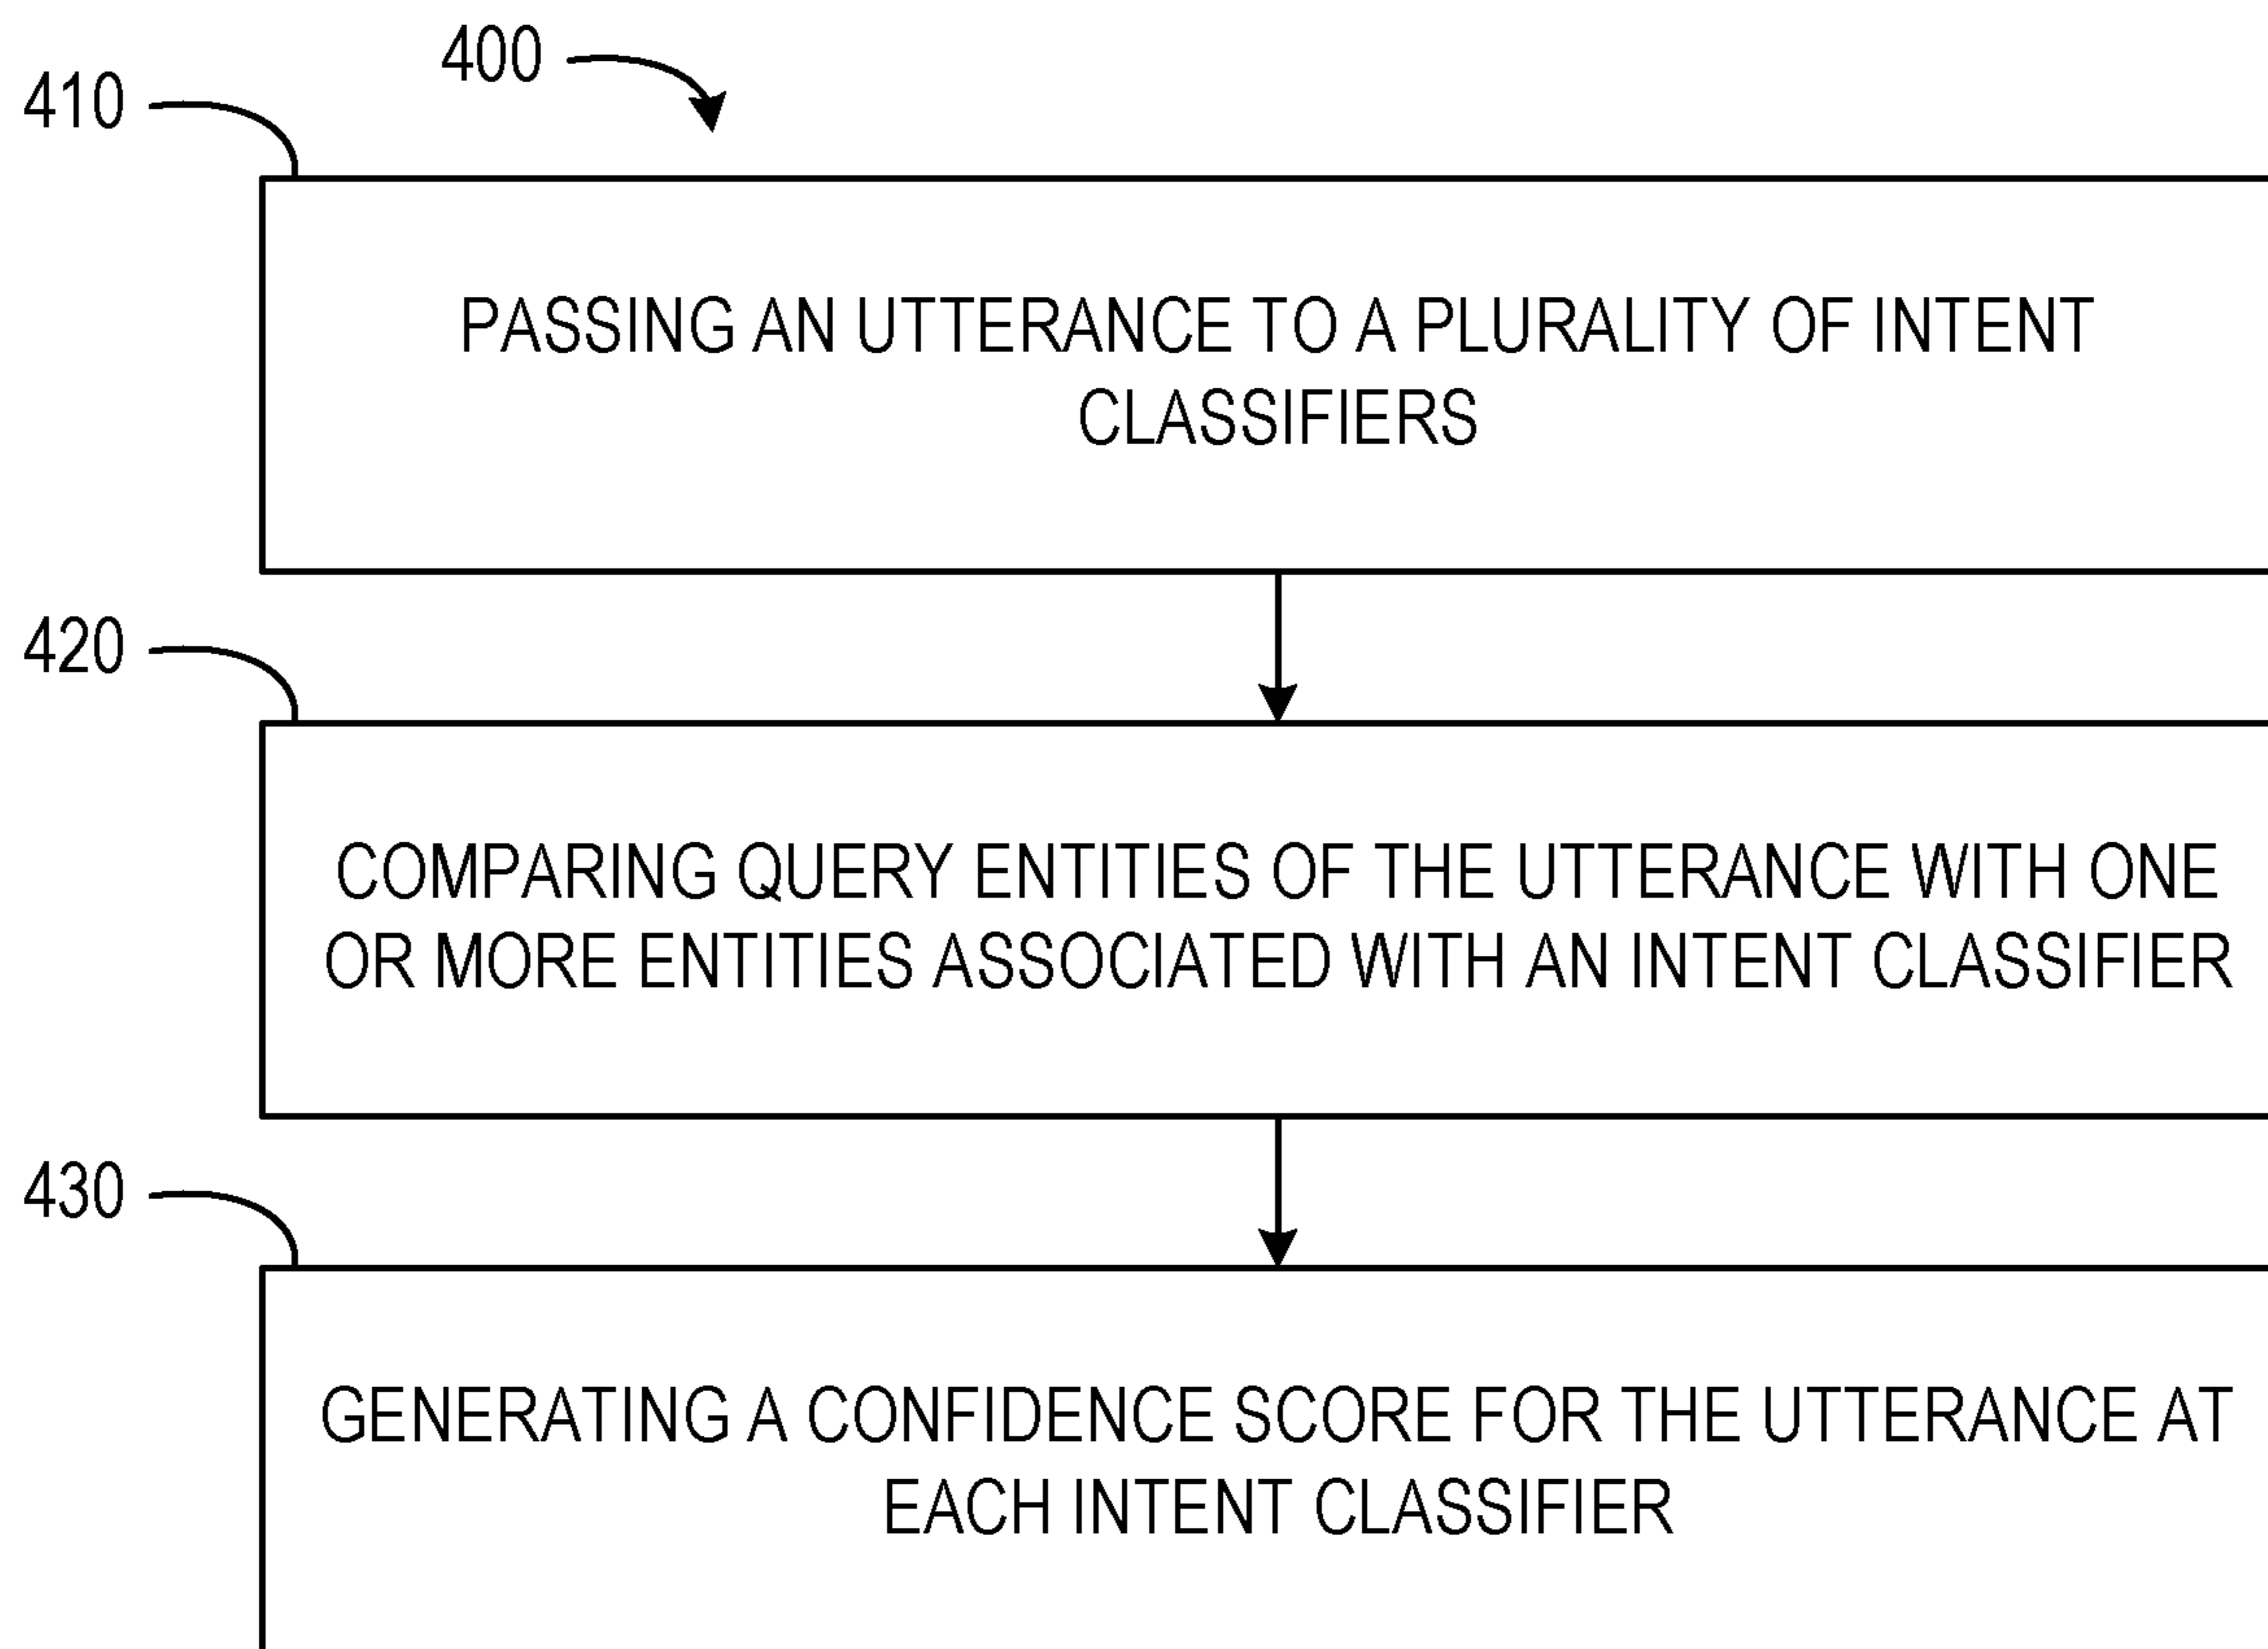 400
410
PASSING AN UTTERANCE TO A PLURALITY OF INTENT
CLASSIFIERS
420
COMPARING QUERY ENTITIES OF THE UTTERANCE WITH ONE
OR MORE ENTITIES ASSOCIATED WITH AN INTENT CLASSIFIER
430
GENERATING A CONFIDENCE SCORE FOR THE UTTERANCE AT
EACH INTENT CLASSIFIER